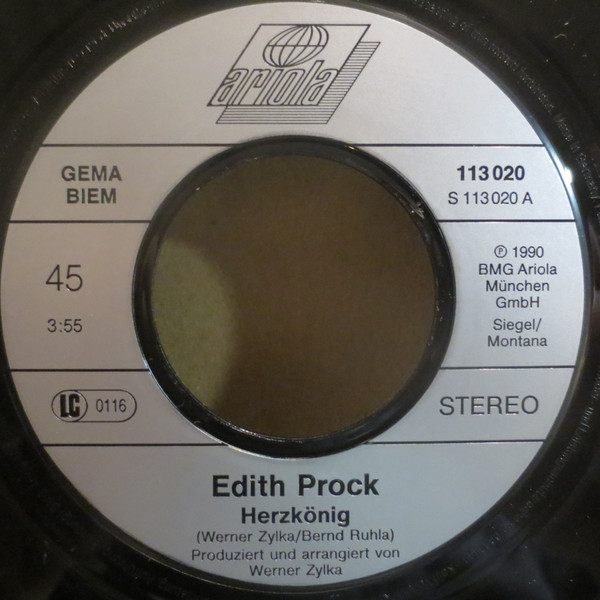 ariola
GEMA
BIEM
113 020
S 113 020 A
45
3:55
℗ 1990
BMG Ariola
München
GmbH
Siegel/
Montana
LC 0116
STEREO
Edith Prock
Herzkönig
(Werner Zylka/Bernd Ruhla)
Produziert und arrangiert von
Werner Zylka